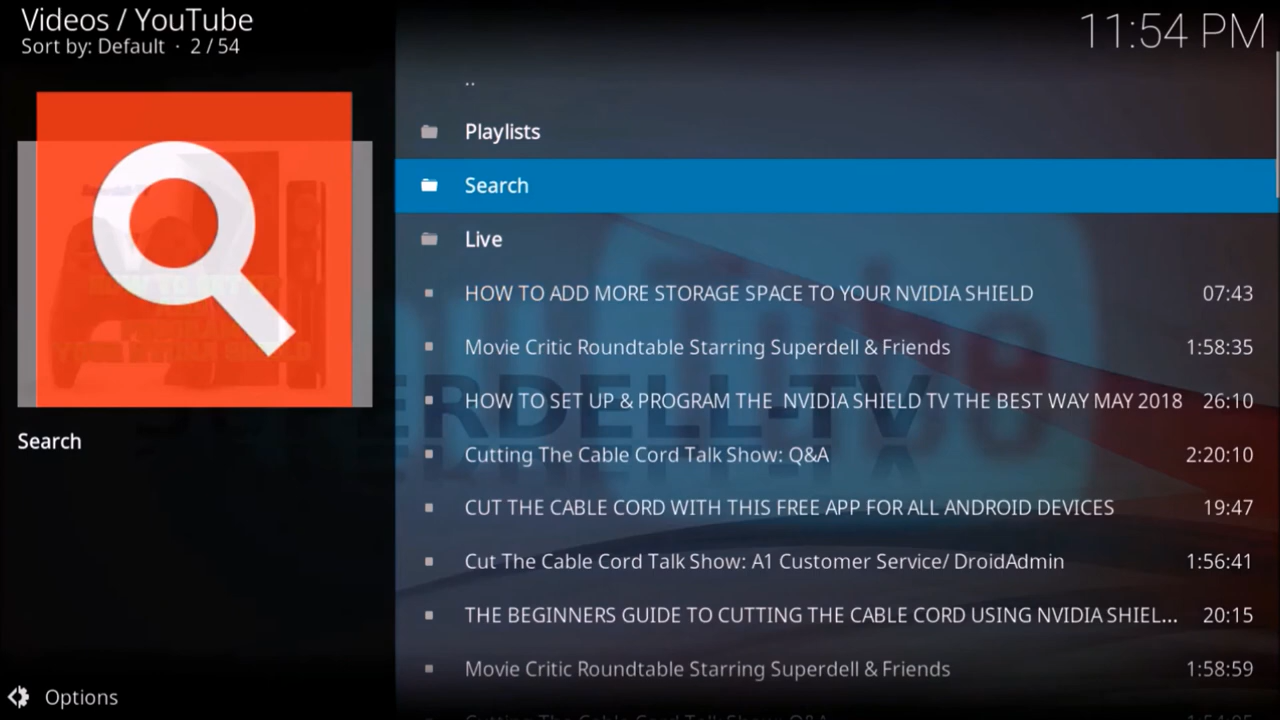 Videos / YouTube
Sort by: Default · 2 / 54
11:54 PM
..
Playlists
Search
Live
HOW TO ADD MORE STORAGE SPACE TO YOUR NVIDIA SHIELD 07:43
Movie Critic Roundtable Starring Superdell & Friends 1:58:35
HOW TO SET UP & PROGRAM THE NVIDIA SHIELD TV THE BEST WAY MAY 2018 26:10
Cutting The Cable Cord Talk Show: Q&A 2:20:10
CUT THE CABLE CORD WITH THIS FREE APP FOR ALL ANDROID DEVICES 19:47
Cut The Cable Cord Talk Show: A1 Customer Service/ DroidAdmin 1:56:41
THE BEGINNERS GUIDE TO CUTTING THE CABLE CORD USING NVIDIA SHIEL... 20:15
Movie Critic Roundtable Starring Superdell & Friends 1:58:59
Search
Options
SUPERDELL-TV